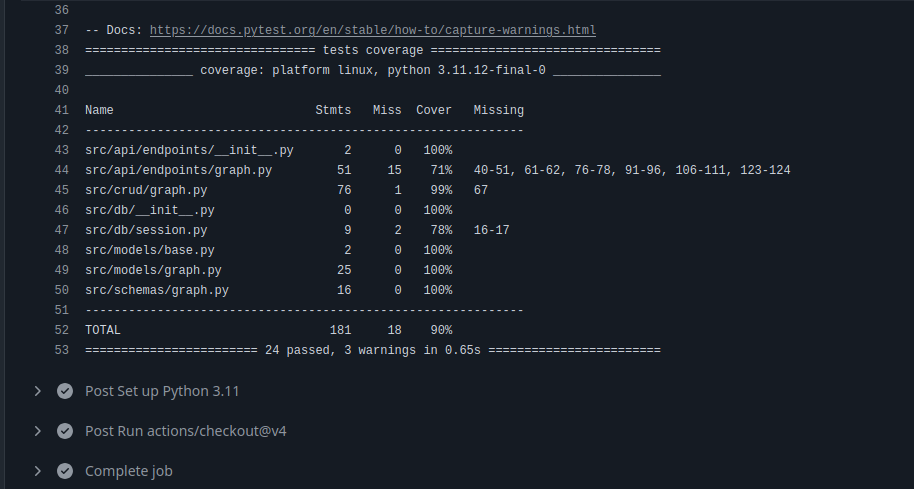 36
37 -- Docs: https://docs.pytest.org/en/stable/how-to/capture-warnings.html
38 ================================ tests coverage ================================
39 _______________ coverage: platform linux, python 3.11.12-final-0 _______________
40
41 Name                            Stmts   Miss  Cover   Missing
42 -------------------------------------------------------------
43 src/api/endpoints/__init__.py       2      0   100%
44 src/api/endpoints/graph.py         51     15    71%   40-51, 61-62, 76-78, 91-96, 106-111, 123-124
45 src/crud/graph.py                  76      1    99%   67
46 src/db/__init__.py                  0      0   100%
47 src/db/session.py                   9      2    78%   16-17
48 src/models/base.py                  2      0   100%
49 src/models/graph.py                25      0   100%
50 src/schemas/graph.py               16      0   100%
51 -------------------------------------------------------------
52 TOTAL                             181     18    90%
53 ======================== 24 passed, 3 warnings in 0.65s ========================
Post Set up Python 3.11
Post Run actions/checkout@v4
Complete job